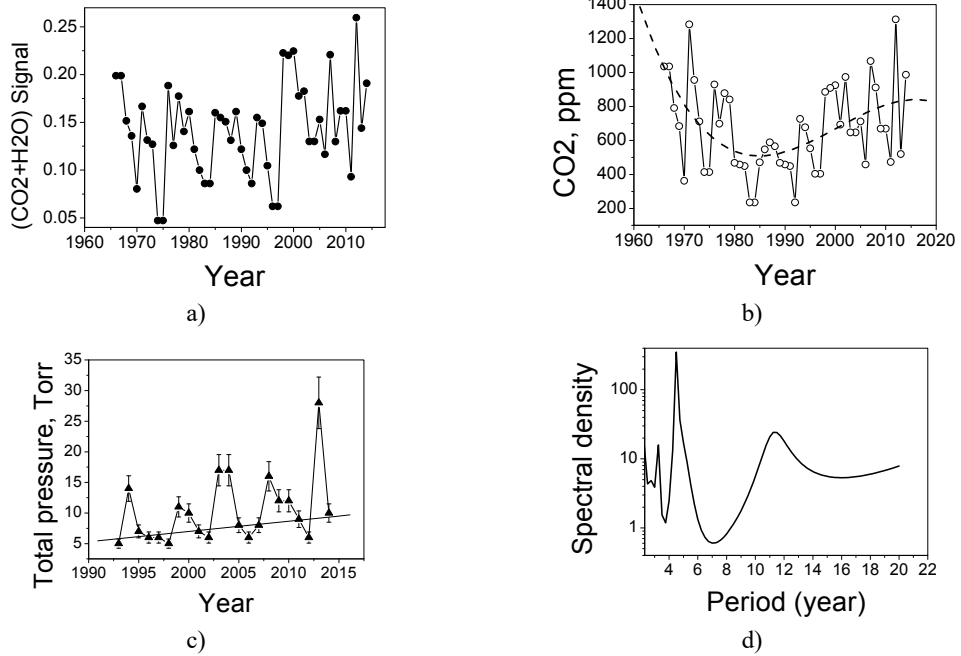 0.25
0.20
0.15
0.10
0.05
(CO2+H2O) Signal
1960 1970 1980 1990 2000 2010
Year
a)
1400
1200
1000
800
600
400
200
CO2, ppm
1960 1970 1980 1990 2000 2010 2020
Year
b)
35
30
25
20
15
10
5
Total pressure, Torr
1990 1995 2000 2005 2010 2015
Year
c)
100
10
1
Spectral density
4 6 8 10 12 14 16 18 20 22
Period (year)
d)